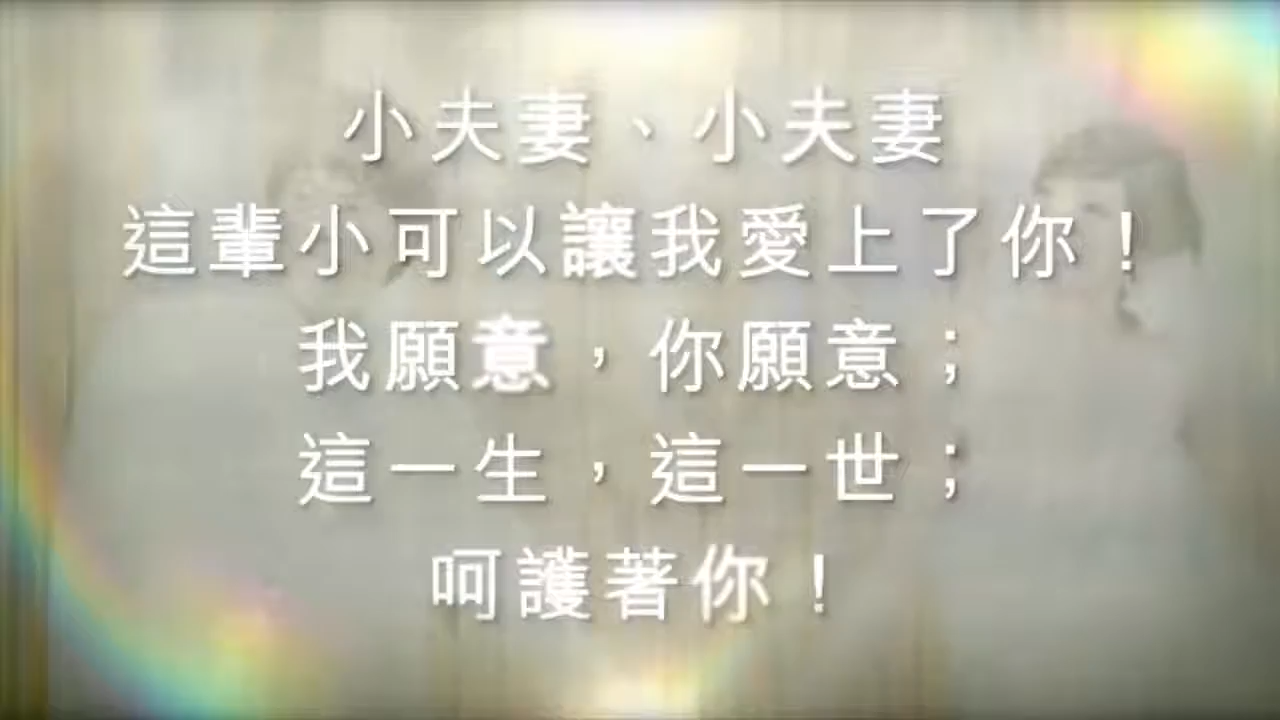 小夫妻、小夫妻
這輩小可以讓我愛上了你！
我願意，你願意；
這一生，這一世；
呵護著你！